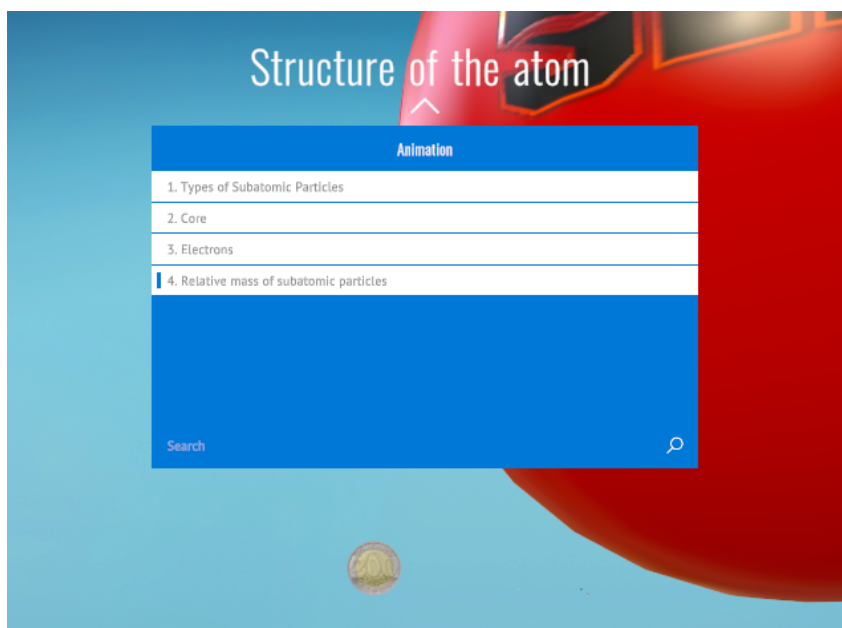 Structure of the atom
Animation
1. Types of Subatomic Particles
2. Core
3. Electrons
4. Relative mass of subatomic particles
Search